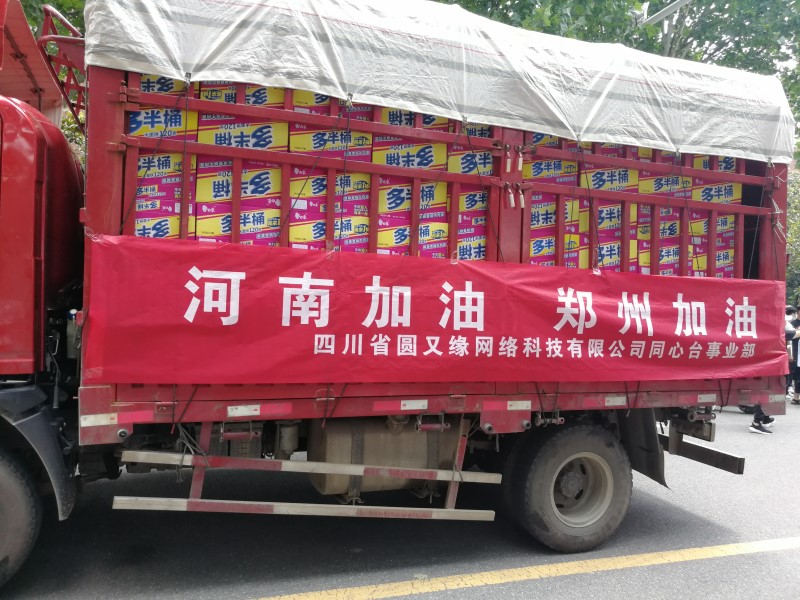 多半桶
120g
河南加油 郑州加油
四川省圆又缘网络科技有限公司同心台事业部